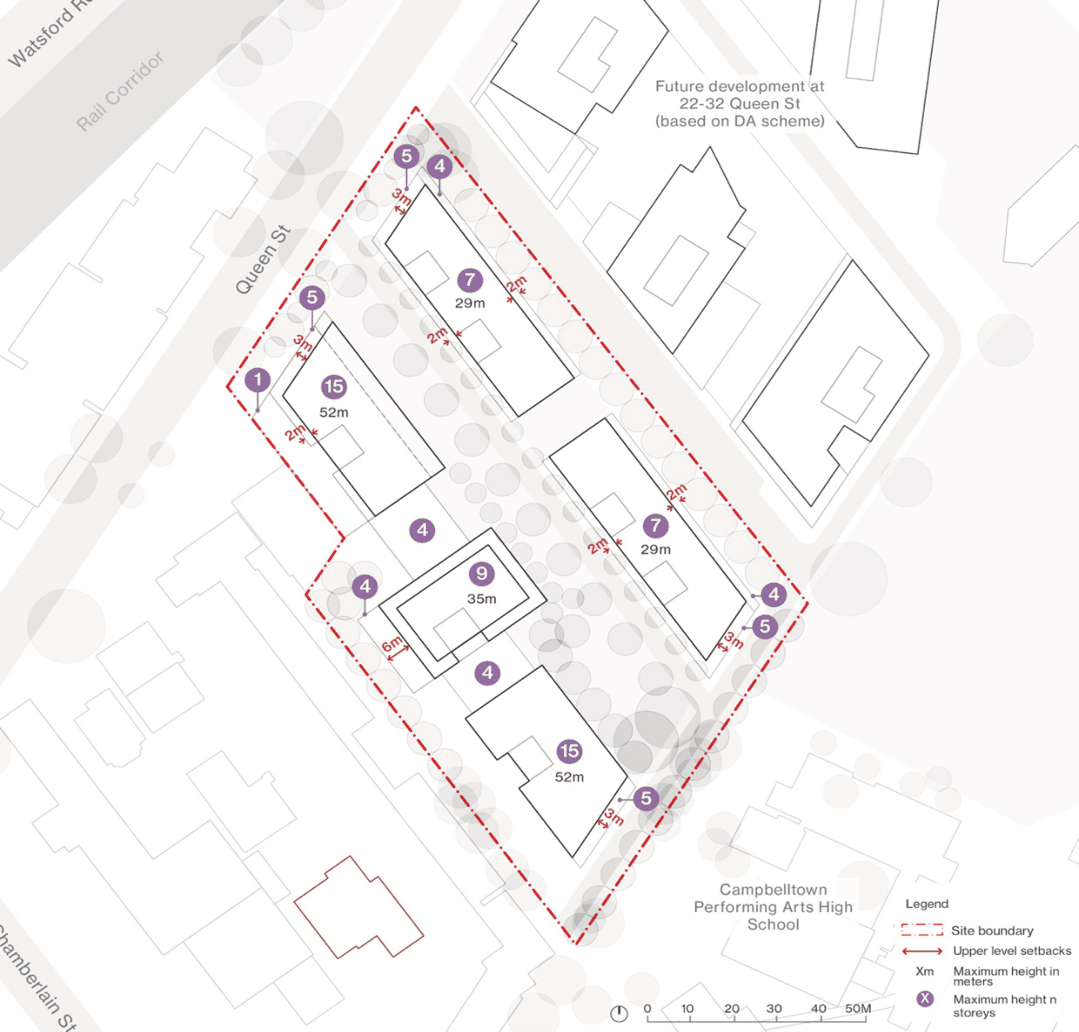 Watsford R
Rail Corridor
Future development at
22-32 Queen St
(based on DA scheme)
5
4
3m
Queen St
7
29m
2m
5
2m
3m
1
15
52m
2m
2m
4
7
29m
2m
9
35m
4
4
5
6m
3m
4
15
52m
5
3m
Campbelltown
Performing Arts High
School
Chamberlain St
Legend
Site boundary
Upper level setbacks
Xm Maximum height in
meters
X Maximum height n
storeys
0 10 20 30 40 50M